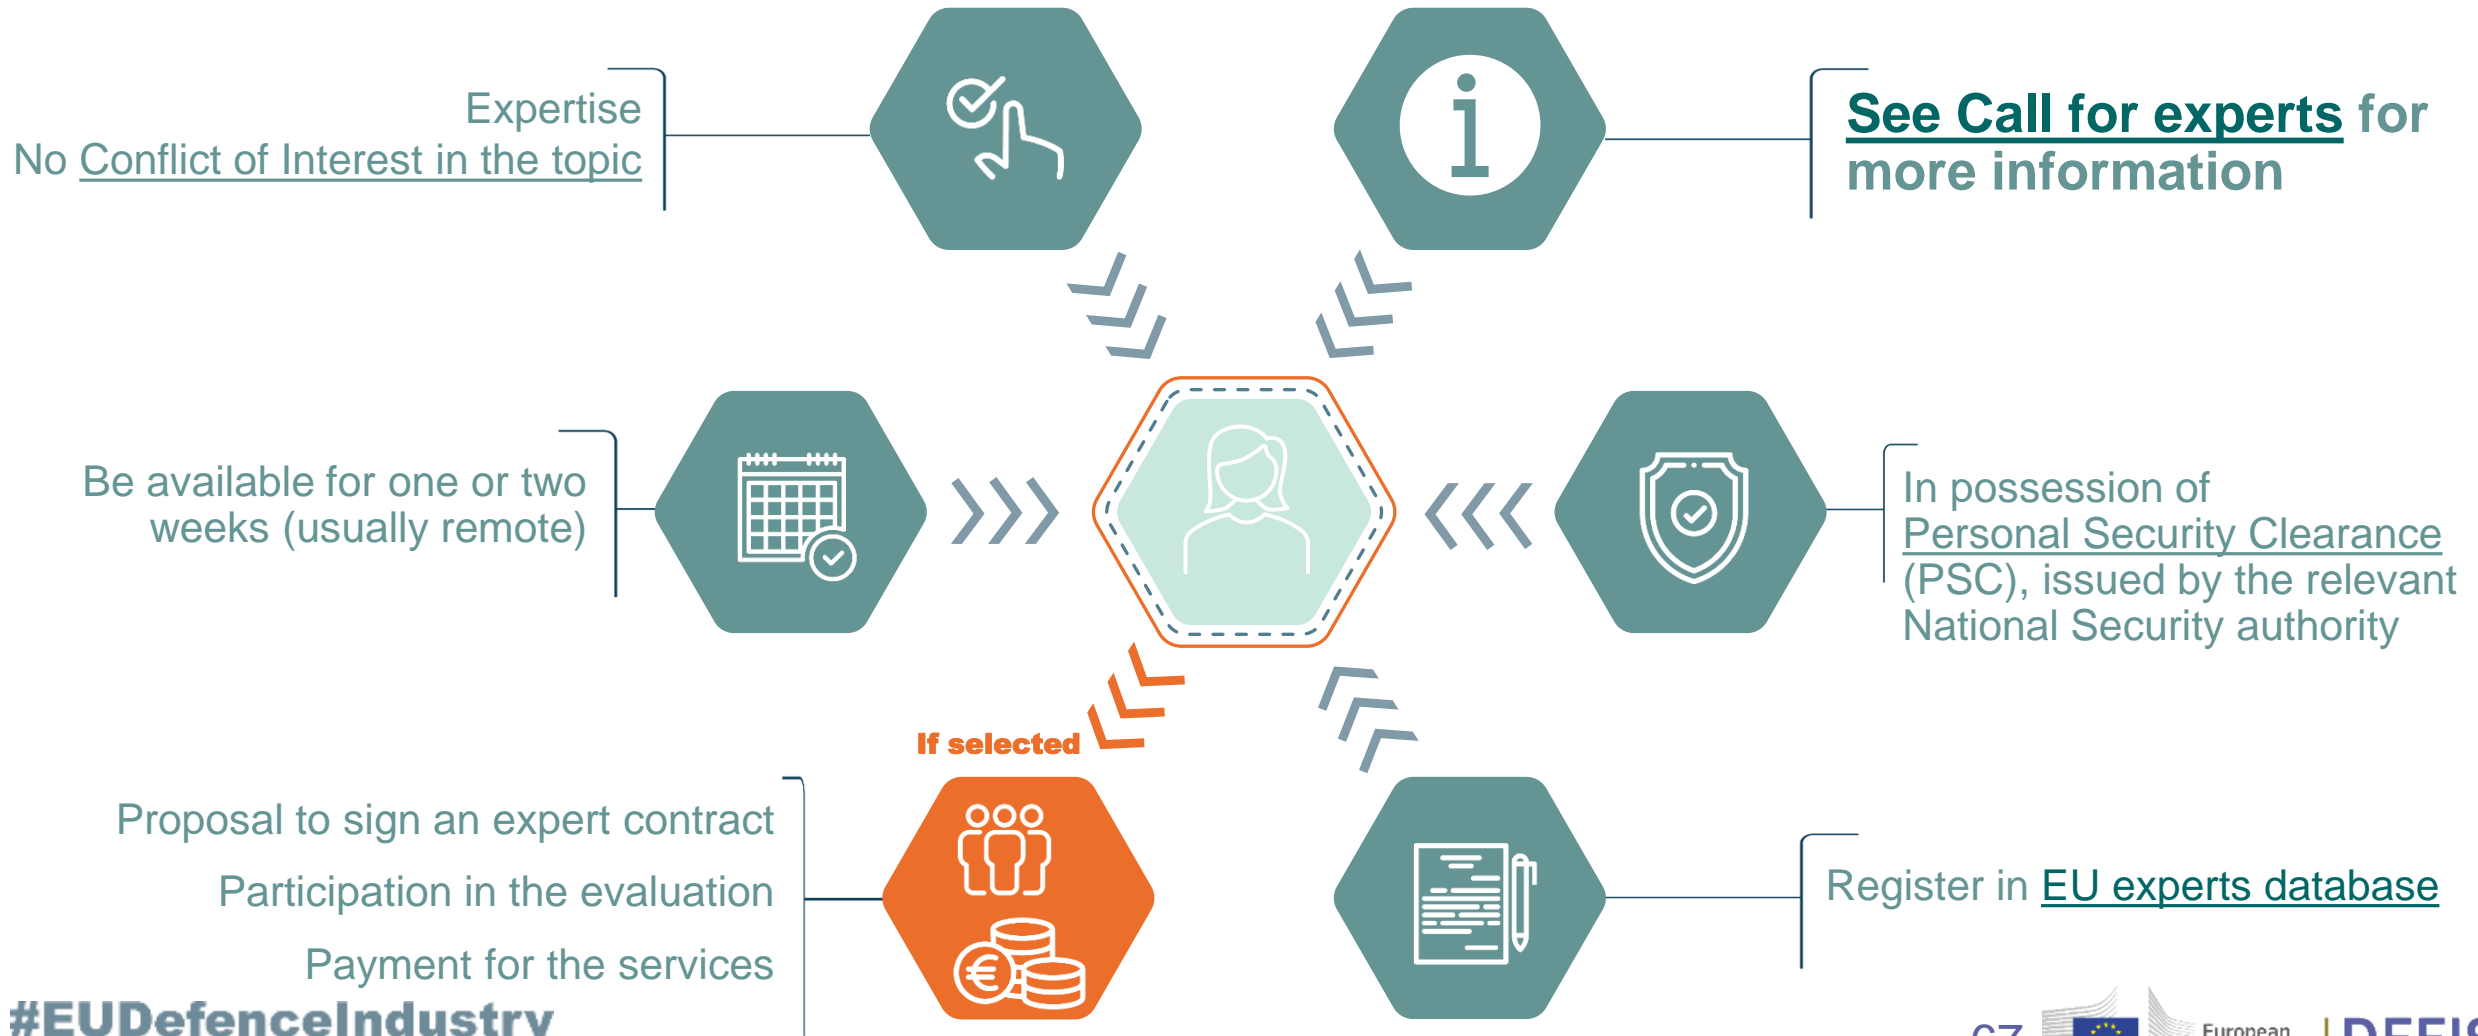 Expertise
No Conflict of Interest in the topic
See Call for experts for
more information
Be available for one or two
weeks (usually remote)
In possession of
Personal Security Clearance
(PSC), issued by the relevant
National Security authority
If selected
Proposal to sign an expert contract
Participation in the evaluation
Payment for the services
Register in EU experts database
#EUDefenceIndustry
67
European
DEFIS